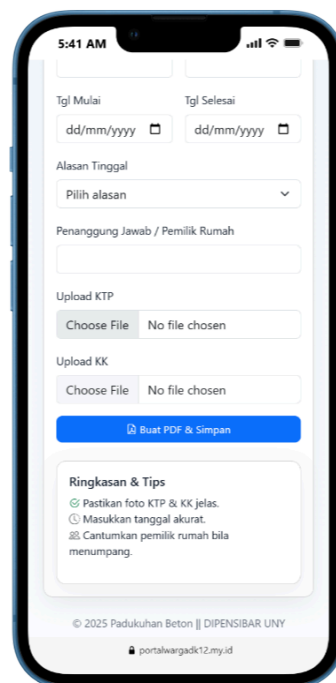 5:41 AM
Tgl Mulai
Tgl Selesai
dd/mm/yyyy
dd/mm/yyyy
Alasan Tinggal
Pilih alasan
Penanggung Jawab / Pemilik Rumah
Upload KTP
Choose File No file chosen
Upload KK
Choose File No file chosen
Buat PDF & Simpan
Ringkasan & Tips
Pastikan foto KTP & KK jelas.
Masukkan tanggal akurat.
Cantumkan pemilik rumah bila
menumpang.
© 2025 Padukuhan Beton || DIPENSIBAR UNY
portalwargadk12.my.id